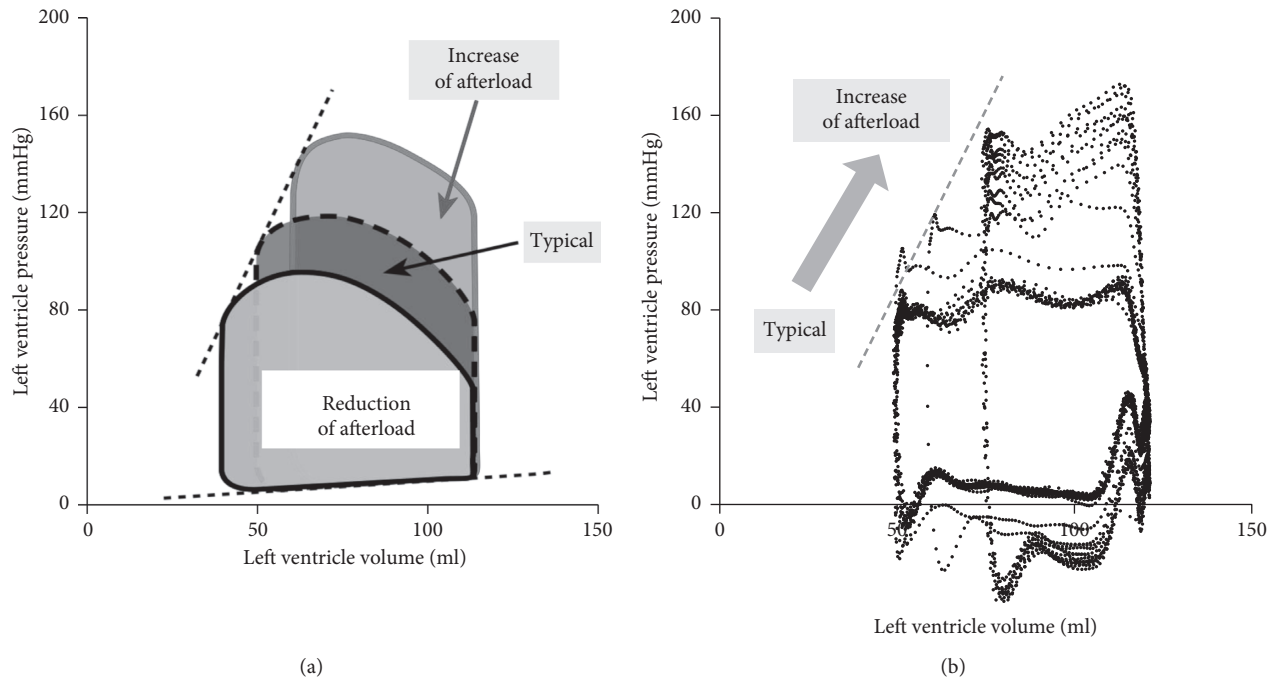 200
160
120
80
40
0
Left ventricle pressure (mmHg)
Increase
of afterload
Typical
Reduction
of afterload
0
50
100
150
Left ventricle volume (ml)
(a)
200
160
120
80
40
0
Left ventricle pressure (mmHg)
Increase
of afterload
Typical
0
50
100
150
Left ventricle volume (ml)
(b)